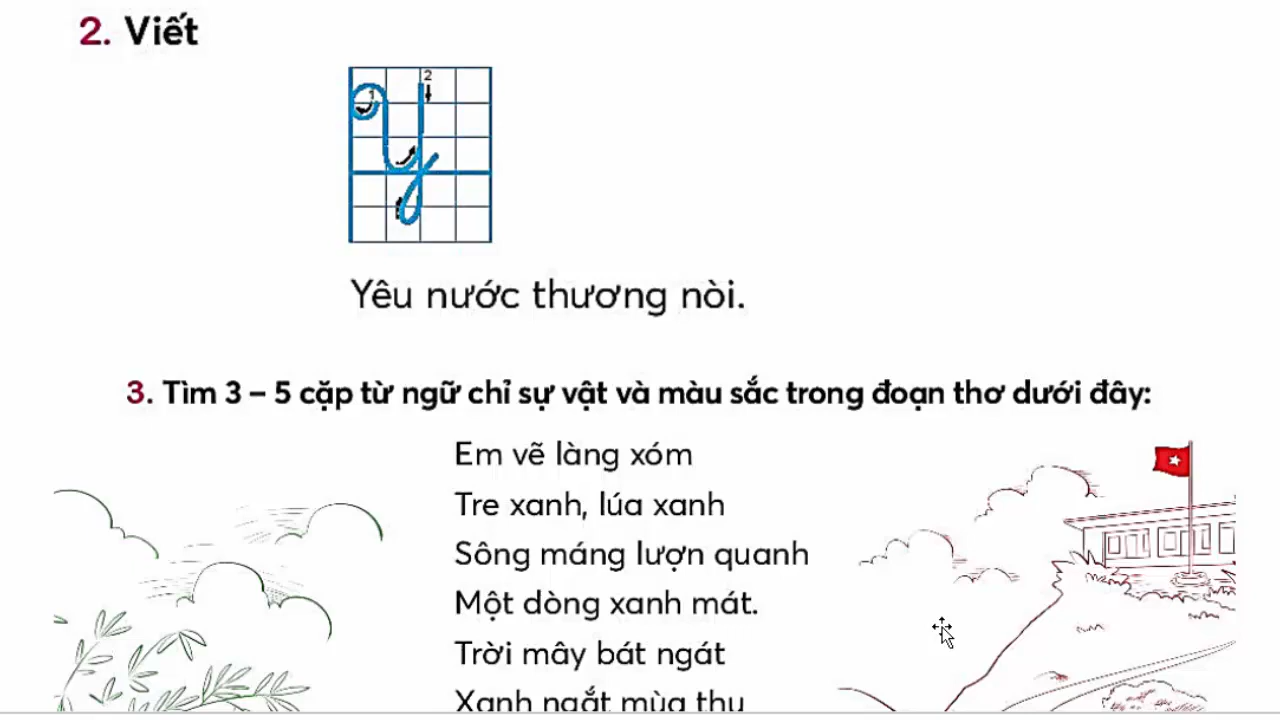 2. Viết
1
2
Yêu nước thương nòi.
3. Tìm 3 – 5 cặp từ ngữ chỉ sự vật và màu sắc trong đoạn thơ dưới đây:
Em vẽ làng xóm
Tre xanh, lúa xanh
Sông máng lượn quanh
Một dòng xanh mát.
Trời mây bát ngát
Xanh ngắt mùa thu